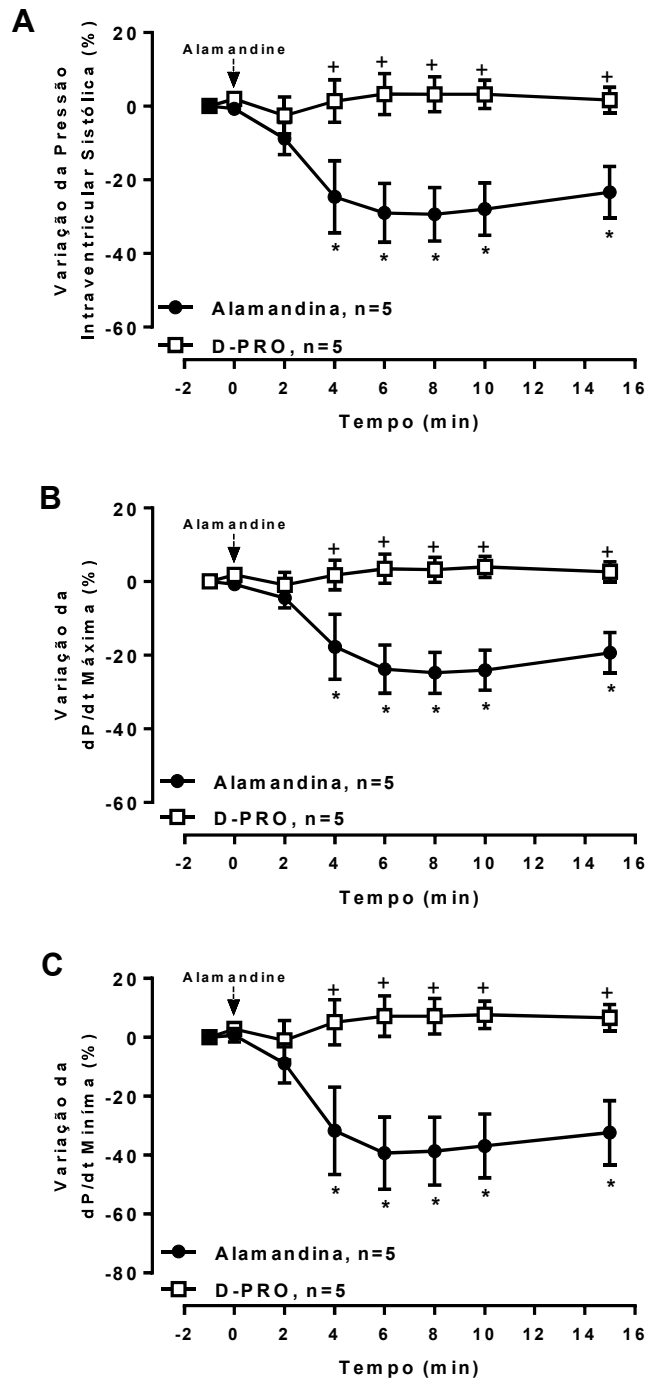 A
Variação da Pressão
Intraventricular Sistólica (%)
20
0
-20
-40
-60
Alamandine
+ + + + +
* * * * *
Alamandina, n=5
D-PRO, n=5
-2 0 2 4 6 8 10 12 14 16
Tempo (min)
B
Variação da
dP/dt Máxima (%)
20
0
-20
-40
-60
Alamandine
+ + + + +
* * * * *
Alamandina, n=5
D-PRO, n=5
-2 0 2 4 6 8 10 12 14 16
Tempo (min)
C
Variação da
dP/dt Miníma (%)
20
0
-20
-40
-60
-80
Alamandine
+ + + + +
* * * * *
Alamandina, n=5
D-PRO, n=5
-2 0 2 4 6 8 10 12 14 16
Tempo (min)